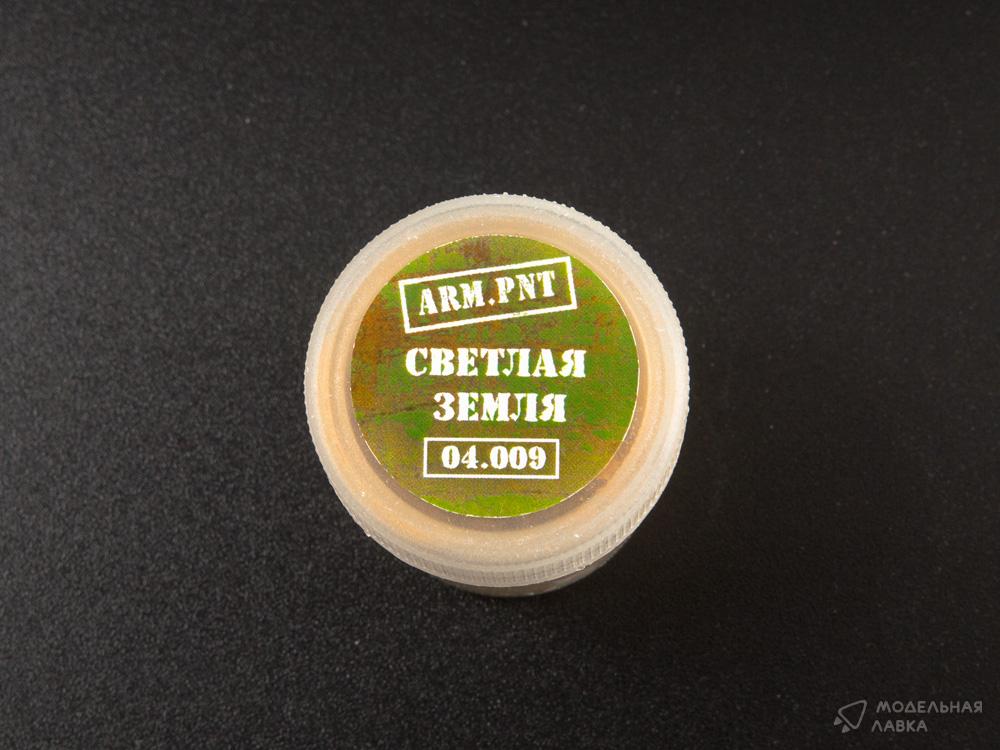 ARM.PNT
СВЕТЛАЯ
ЗЕМЛЯ
04.009
МОДЕЛЬНАЯ
ЛАВКА